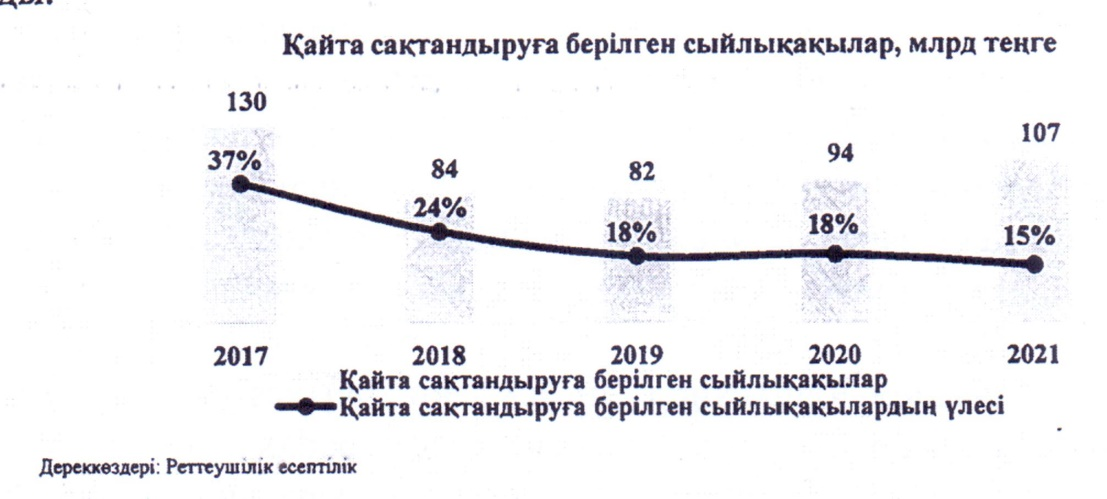 Қайта сақтандыруға берілген сыйлықақылар, млрд теңге
130
84
82
94
107
37%
24%
18%
18%
15%
2017 2018 2019 2020 2021
Қайта сақтандыруға берілген сыйлықақылар
Қайта сақтандыруға берілген сыйлықақылардың үлесі
Дереккөздері: Реттеушілік есептілік